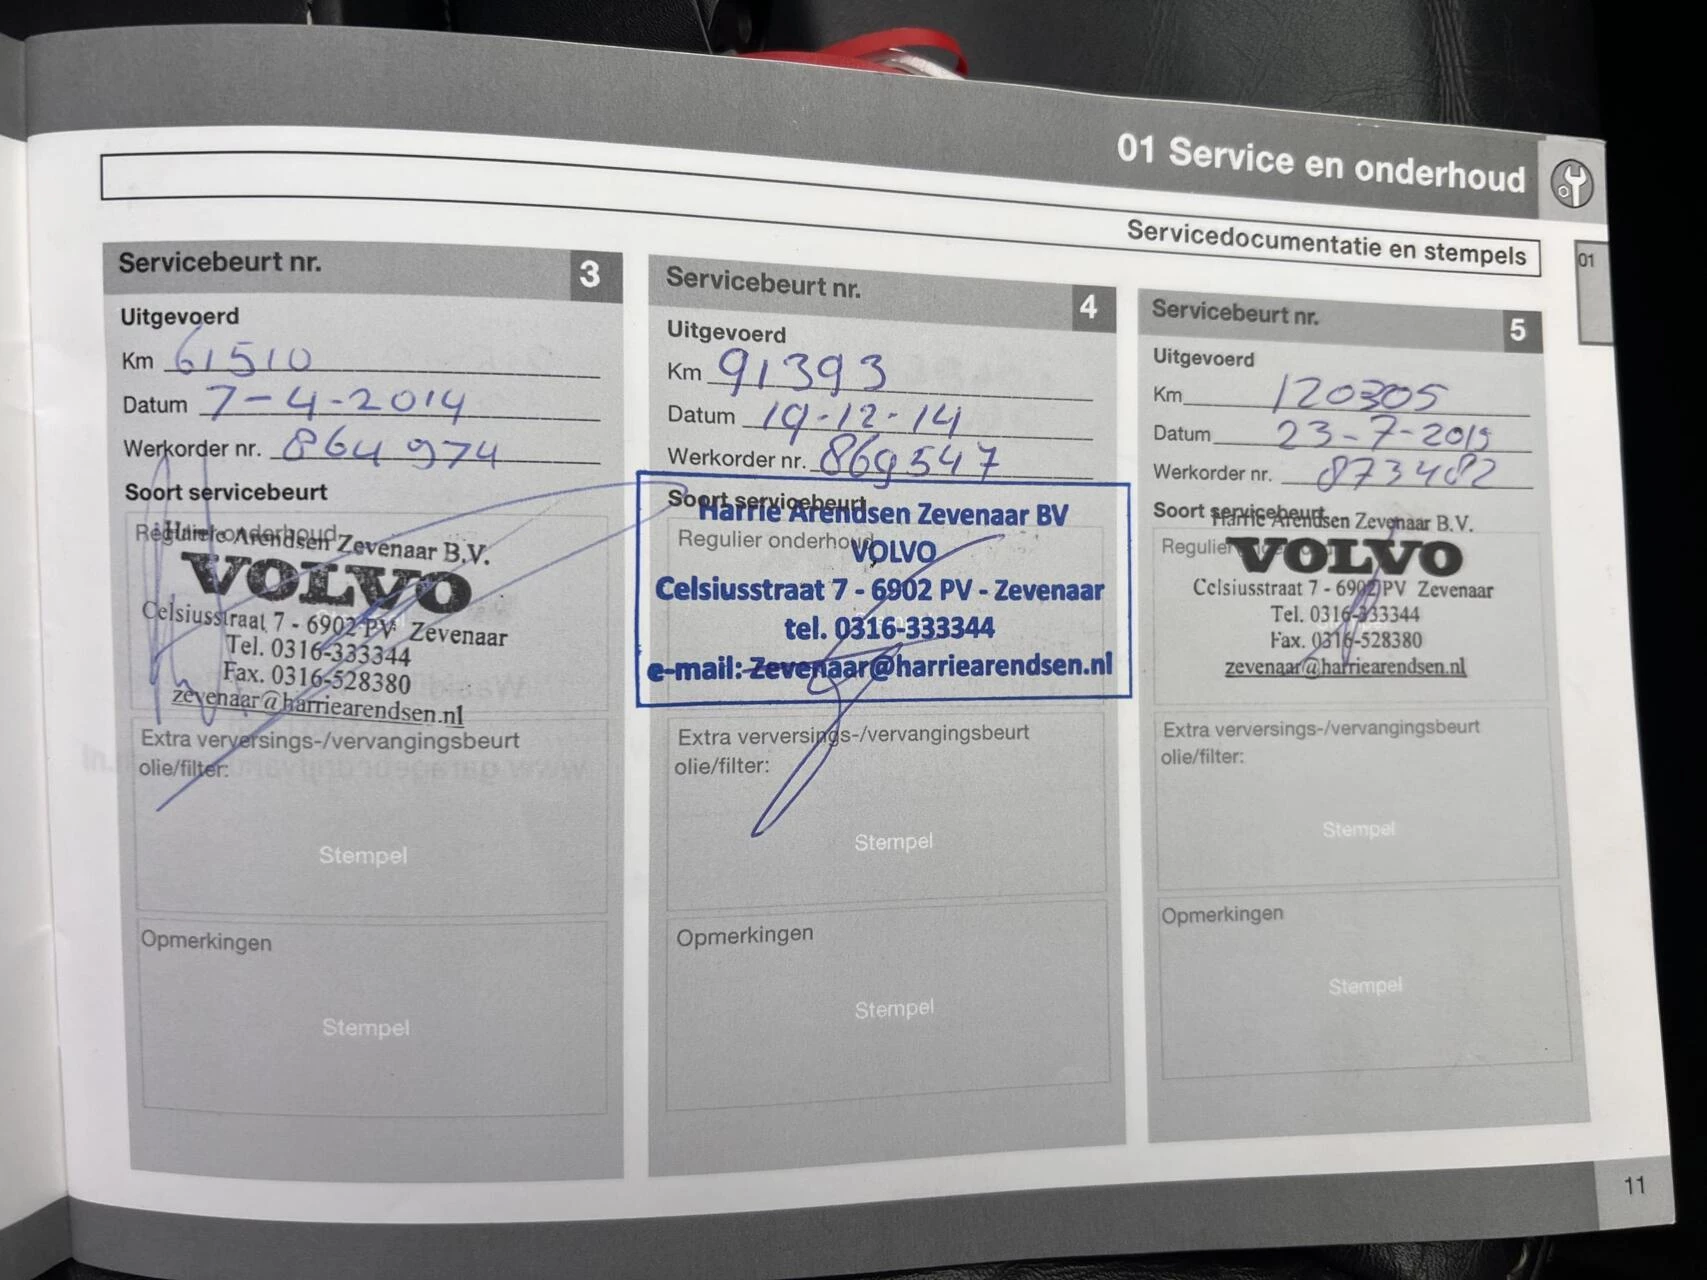 01 Service en onderhoud
Servicedocumentatie en stempels
01
Servicebeurt nr. 3
Uitgevoerd
Km 61510
Datum 7-4-2014
Werkorder nr. 864974
Soort servicebeurt
Regulier onderhoud
Harrie Arendsen Zevenaar B.V.
VOLVO
Celsiusstraat 7 - 6902 PV Zevenaar
Tel. 0316-333344
Fax. 0316-528380
zevenaar@harriearendsen.nl
Extra verversings-/vervangingsbeurt
olie/filter:
Stempel
Opmerkingen
Stempel
Servicebeurt nr. 4
Uitgevoerd
Km 91393
Datum 19-12-14
Werkorder nr. 869547
Soort servicebeurt
Harrie Arendsen Zevenaar BV
Regulier onderhoud
VOLVO
Celsiusstraat 7 - 6902 PV - Zevenaar
tel. 0316-333344
e-mail: Zevenaar@harriearendsen.nl
Extra verversings-/vervangingsbeurt
olie/filter:
Stempel
Opmerkingen
Stempel
Servicebeurt nr. 5
Uitgevoerd
Km 120305
Datum 23-7-2015
Werkorder nr. 873482
Soort servicebeurt
Harrie Arendsen Zevenaar B.V.
Regulier
VOLVO
Celsiusstraat 7 - 6902 PV Zevenaar
Tel. 0316-333344
Fax. 0316-528380
zevenaar@harriearendsen.nl
Extra verversings-/vervangingsbeurt
olie/filter:
Stempel
Opmerkingen
Stempel
11